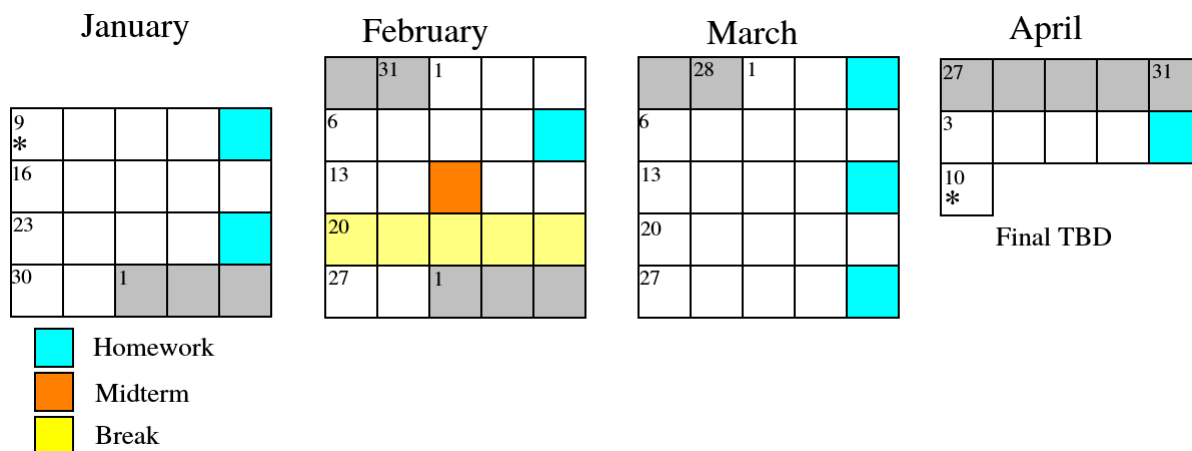 January
9
*
16
23
30 1
February
31 1
6
13
20
27 1
March
28 1
6
13
20
27
April
27 31
3
10
*
Final TBD
Homework
Midterm
Break